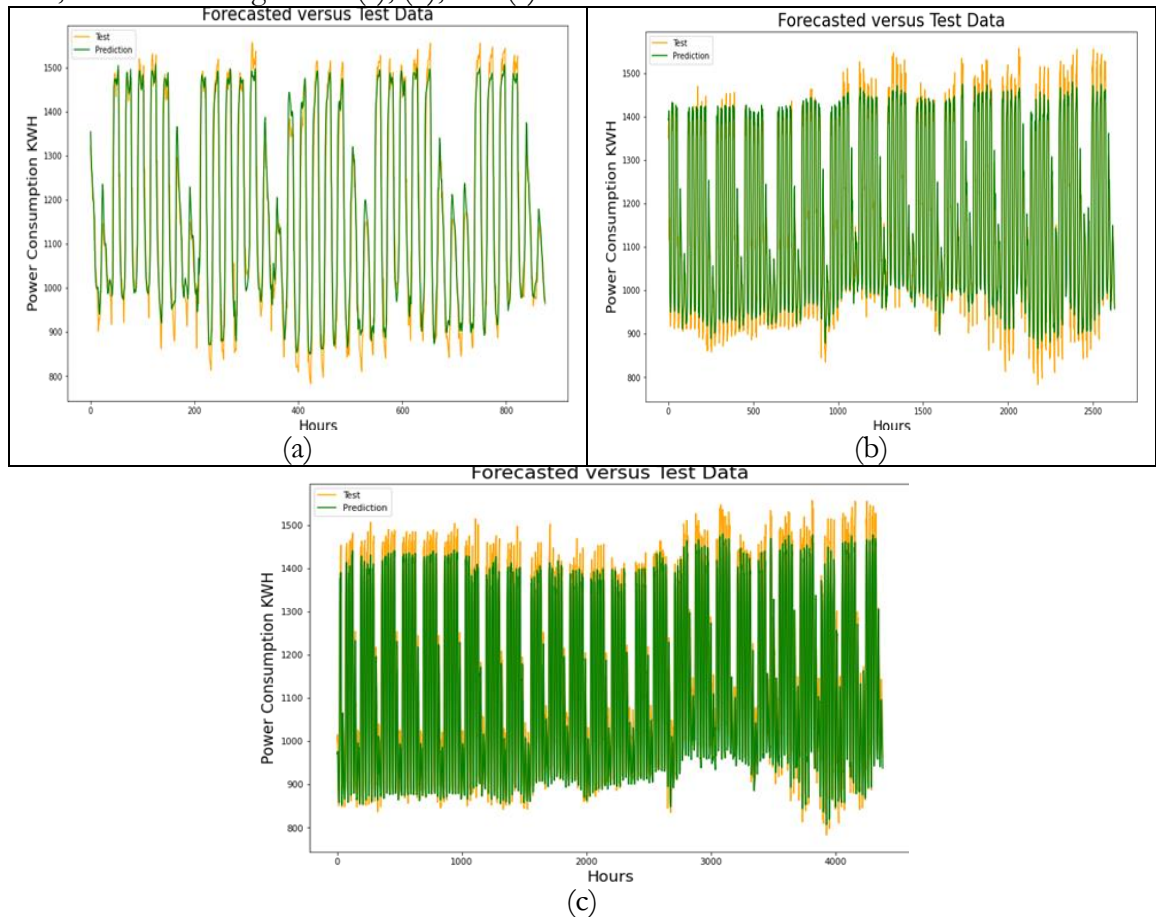 Forecasted versus Test Data
Test
Prediction
Power Consumption KWH
1500
1400
1300
1200
1100
1000
900
800
0 200 400 600 800
Hours
(a)
Forecasted versus Test Data
Test
Prediction
Power Consumption KWH
1500
1400
1300
1200
1100
1000
900
800
0 500 1000 1500 2000 2500
Hours
(b)
Forecasted versus Test Data
Test
Prediction
Power Consumption KWH
1500
1400
1300
1200
1100
1000
900
800
0 1000 2000 3000 4000
Hours
(c)